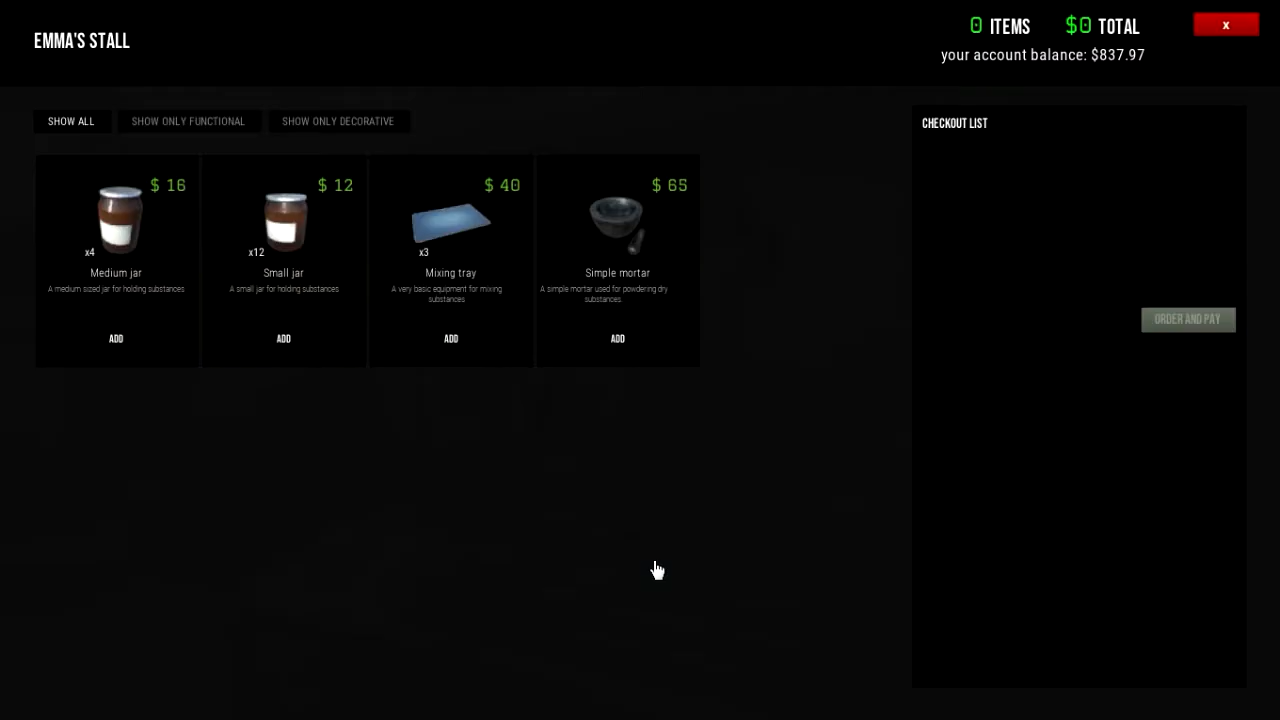 EMMA'S STALL
0 ITEMS $0 TOTAL
x
your account balance: $837.97
SHOW ALL
SHOW ONLY FUNCTIONAL
SHOW ONLY DECORATIVE
CHECKOUT LIST
$ 16
x4
Medium jar
A medium sized jar for holding substances
ADD
$ 12
x12
Small jar
A small jar for holding substances
ADD
$ 40
x3
Mixing tray
A very basic equipment for mixing
substances
ADD
$ 65
Simple mortar
A simple mortar used for powdering dry
substances
ADD
ORDER AND PAY